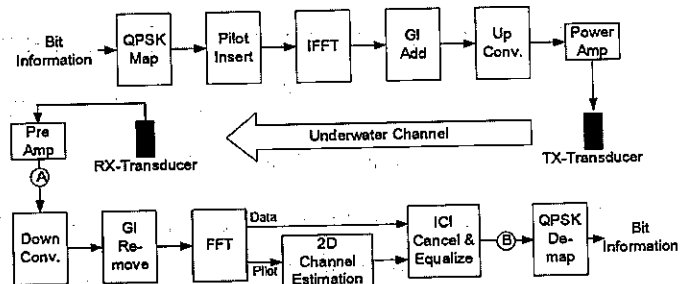 Bit
Information
QPSK
Map
Pilot
Insert
IFFT
GI
Add
Up
Conv.
Power
Amp
Pre
Amp
RX-Transducer
Underwater Channel
TX-Transducer
A
Down
Conv.
GI
Re-
move
FFT
Data
Pilot
2D
Channel
Estimation
ICI
Cancel &
Equalize
B
QPSK
De-
map
Bit
Information